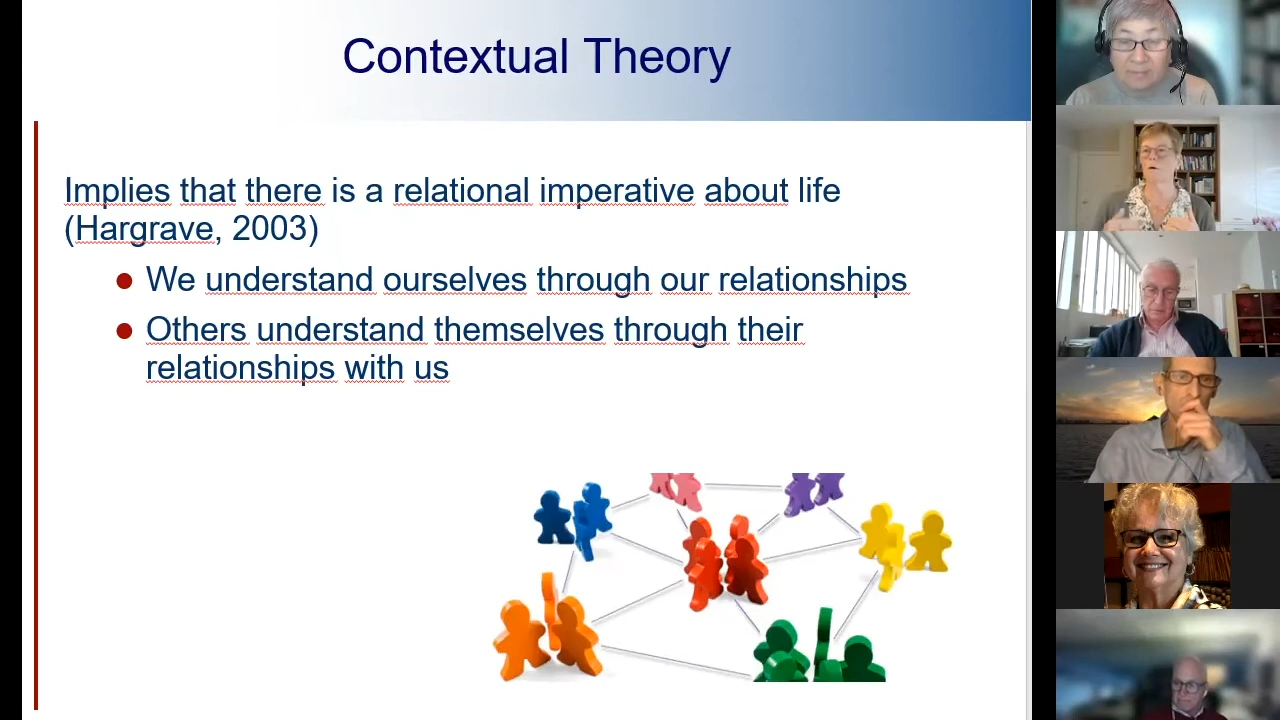 Contextual Theory
Implies that there is a relational imperative about life
(Hargrave, 2003)
We understand ourselves through our relationships
Others understand themselves through their
relationships with us